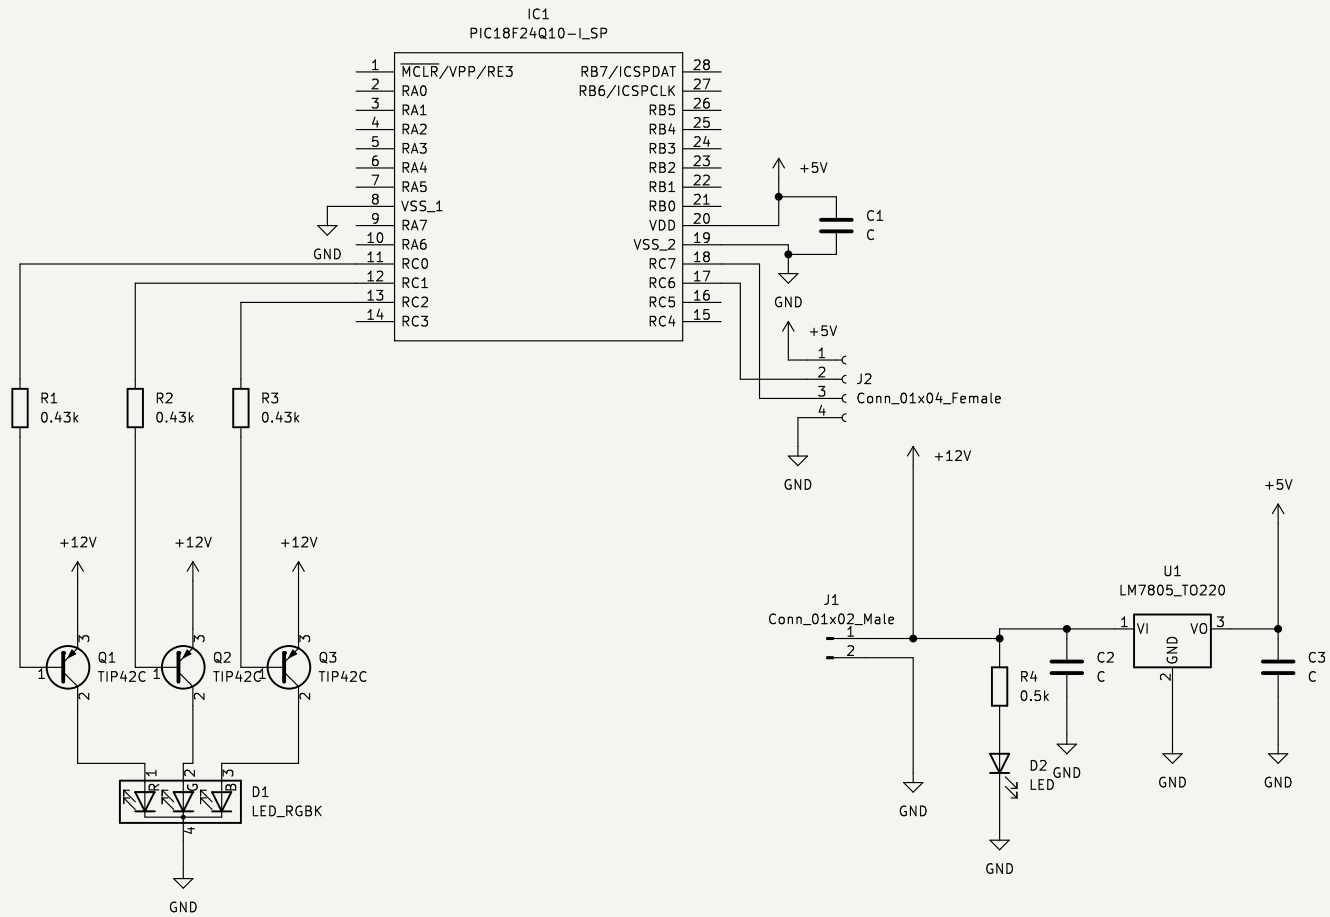 IC1
PIC18F24Q10-I_SP
1 MCLR/VPP/RE3 RB7/ICSPDAT 28
2 RA0 RB6/ICSPCLK 27
3 RA1 RB5 26
4 RA2 RB4 25
5 RA3 RB3 24
6 RA4 RB2 23
7 RA5 RB1 22
8 VSS_1 RB0 21
9 RA7 VDD 20
10 RA6 VSS_2 19
11 RC0 RC7 18
12 RC1 RC6 17
13 RC2 RC5 16
14 RC3 RC4 15
GND
+5V
C1
C
GND
+5V
1
2
3
4
J2
Conn_01x04_Female
GND
R1
0.43k
R2
0.43k
R3
0.43k
+12V
+12V
+12V
3
1
2
Q1
TIP42C
3
1
2
Q2
TIP42C
3
1
2
Q3
TIP42C
R 1
G 2
B 3
4
D1
LED_RGBK
GND
+12V
J1
Conn_01x02_Male
1
2
GND
R4
0.5k
D2
LED
GND
C2
C
GND
U1
LM7805_TO220
1 VI VO 3
GND
2
GND
+5V
C3
C
GND